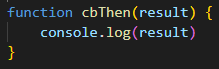 function cbThen(result) {
    console.log(result)
}